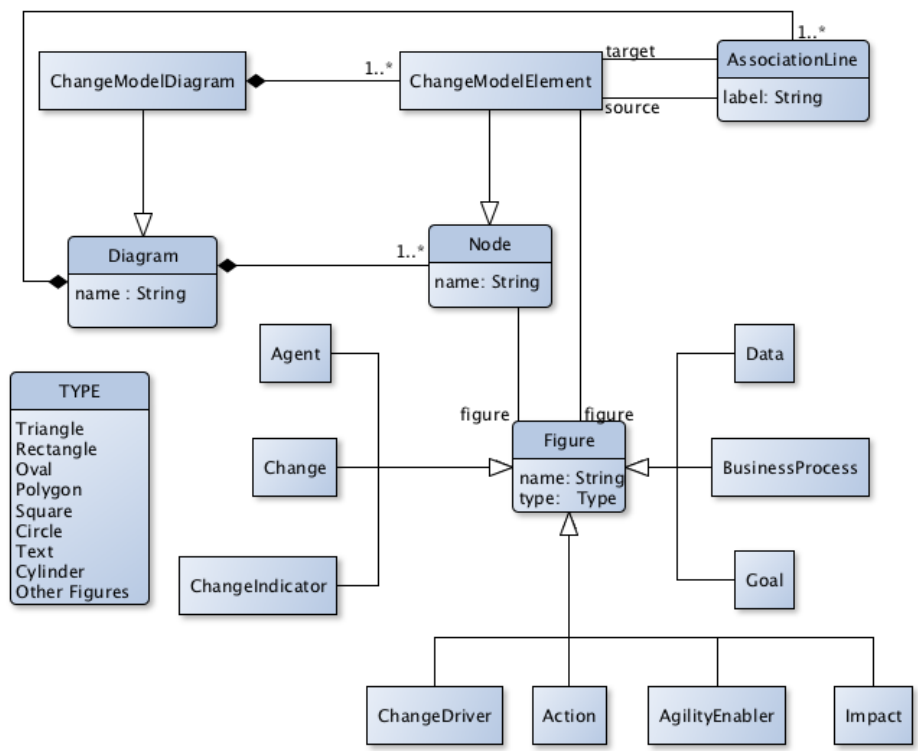 1..*
target
AssociationLine
ChangeModelDiagram
1..*
ChangeModelElement
label: String
source
Diagram
name : String
1..*
Node
name: String
Agent
Data
TYPE
Triangle
Rectangle
Oval
Polygon
Square
Circle
Text
Cylinder
Other Figures
figure
figure
Figure
name: String
type: Type
Change
BusinessProcess
ChangeIndicator
Goal
ChangeDriver
Action
AgilityEnabler
Impact